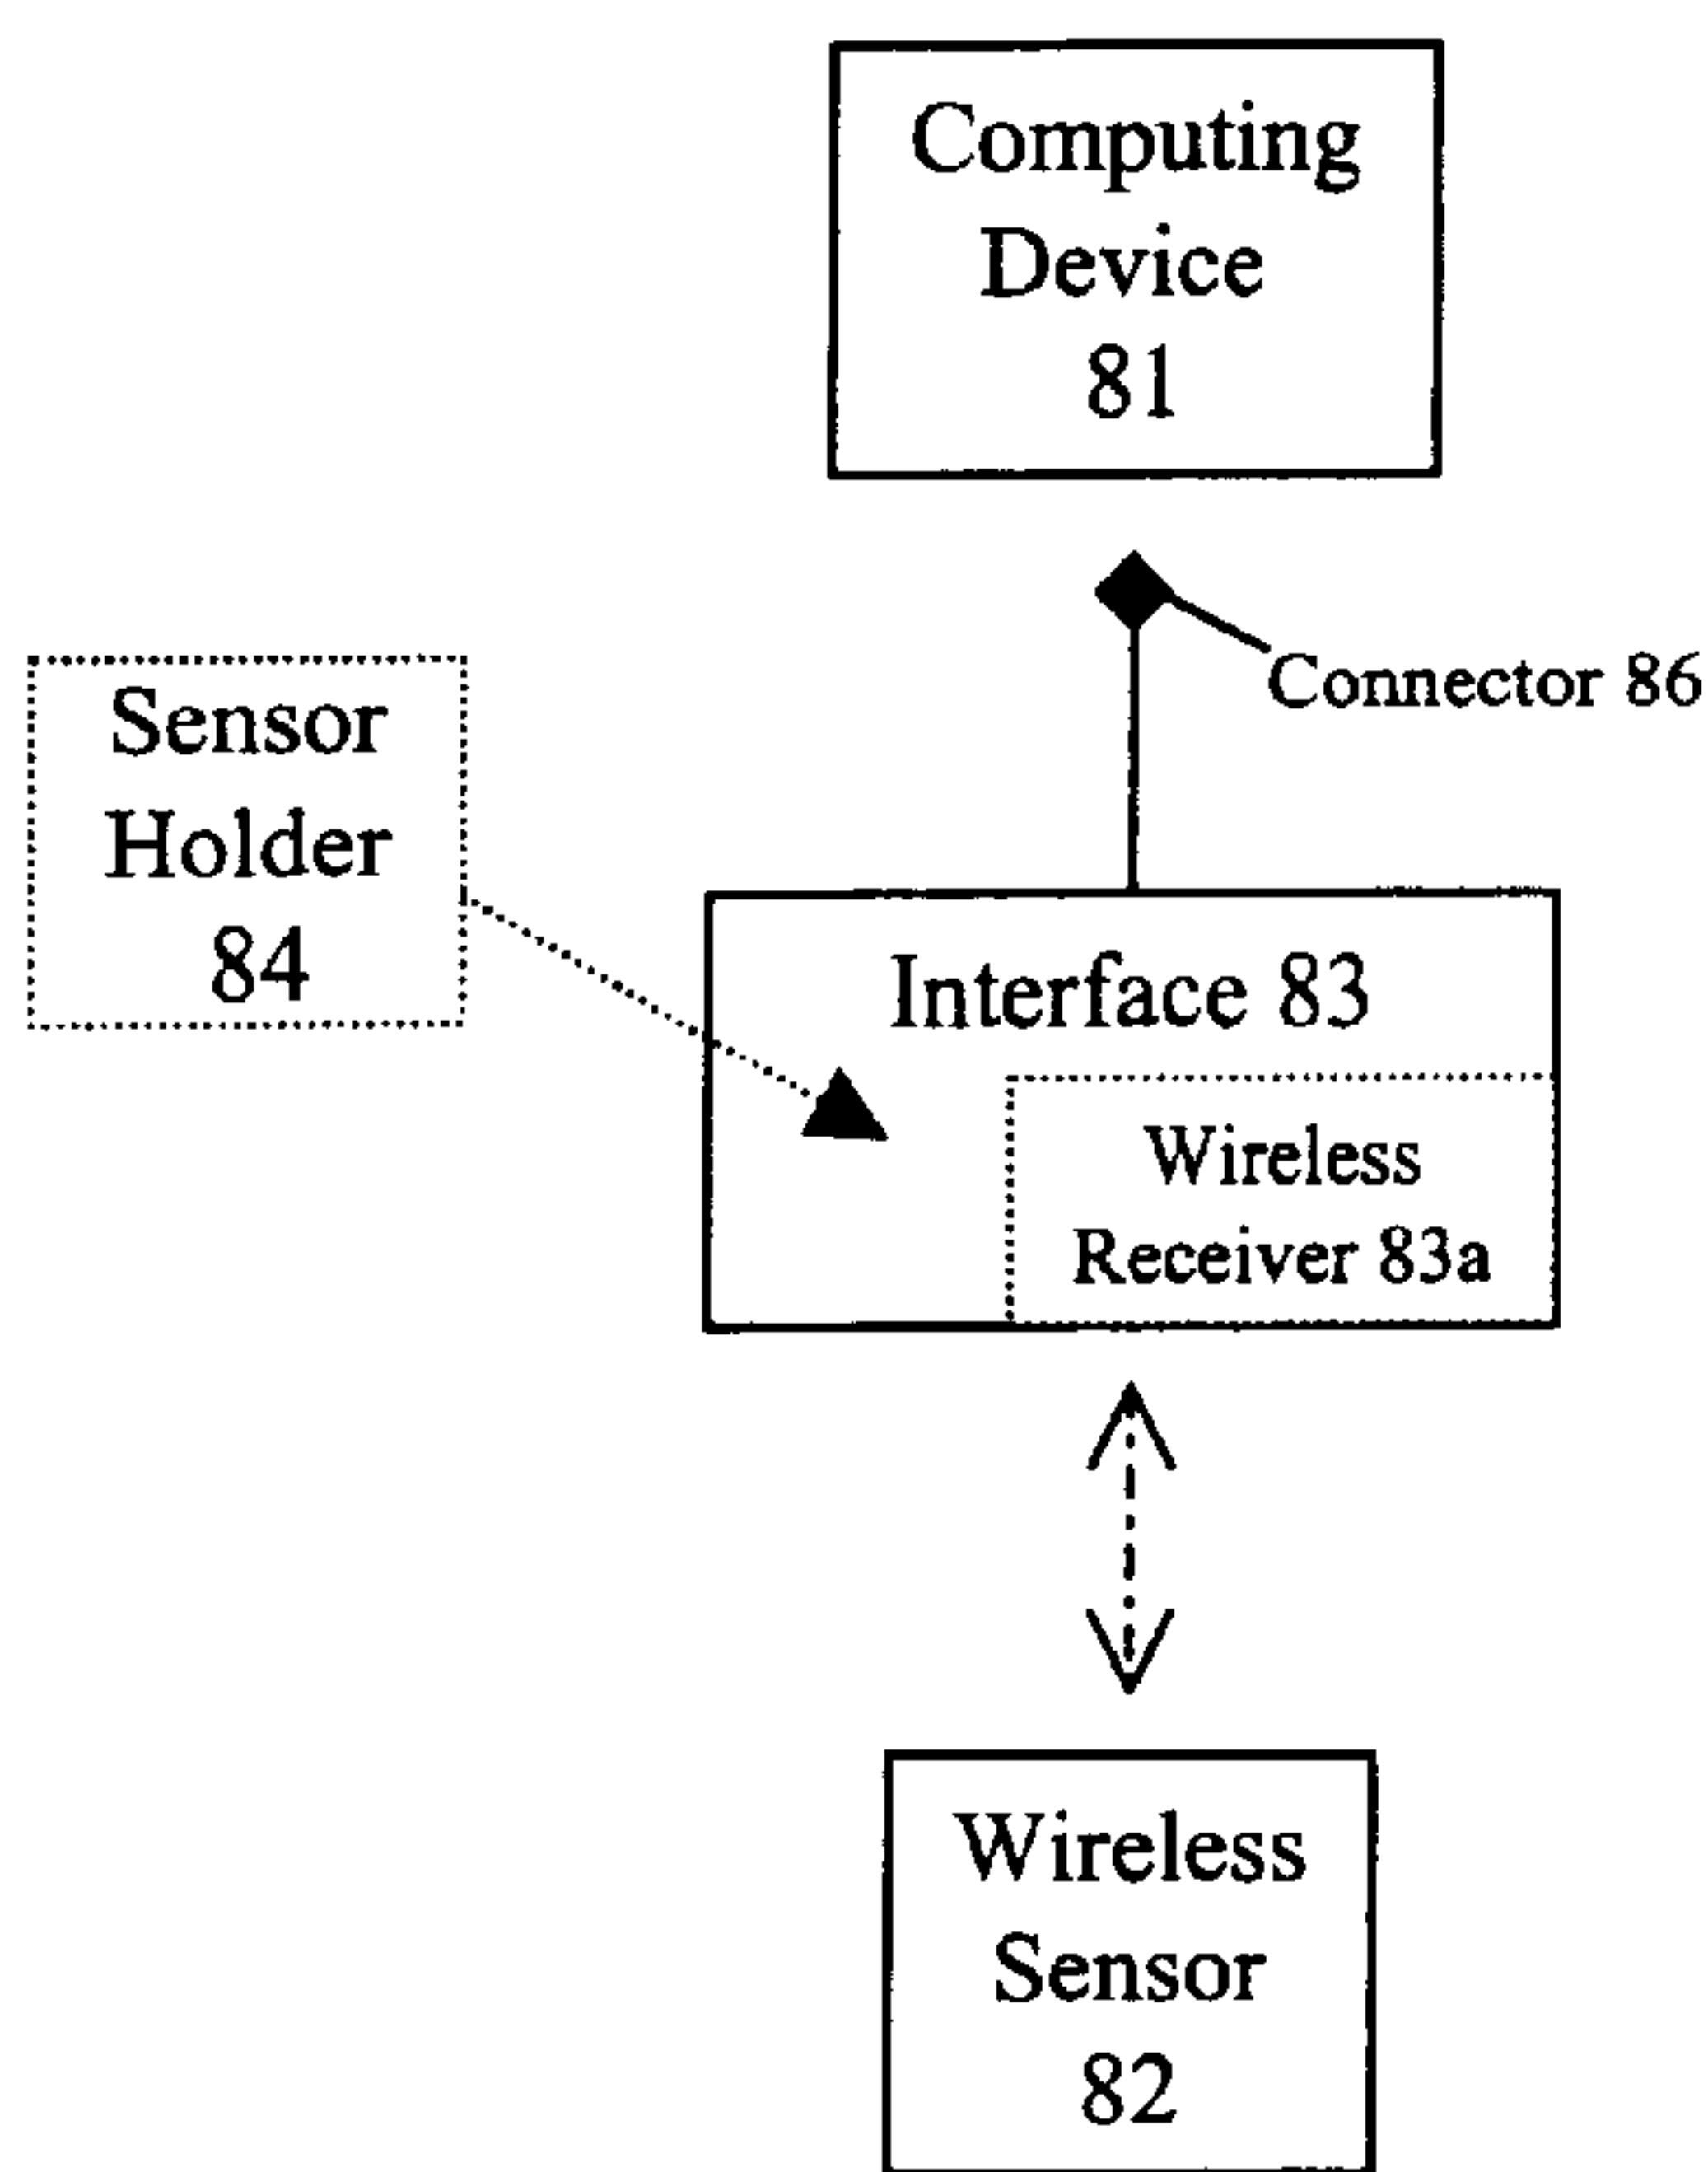 Computing
Device
81
Connector 86
Sensor
Holder
84
Interface 83
Wireless
Receiver 83a
Wireless
Sensor
82